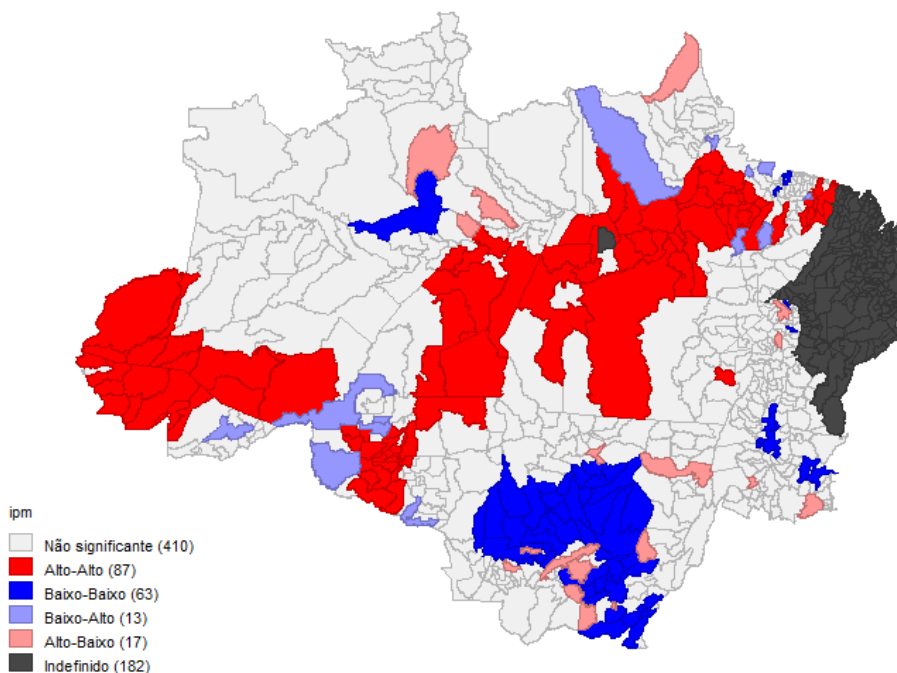 ipm
Não significante (410)
Alto-Alto (87)
Baixo-Baixo (63)
Baixo-Alto (13)
Alto-Baixo (17)
Indefinido (182)